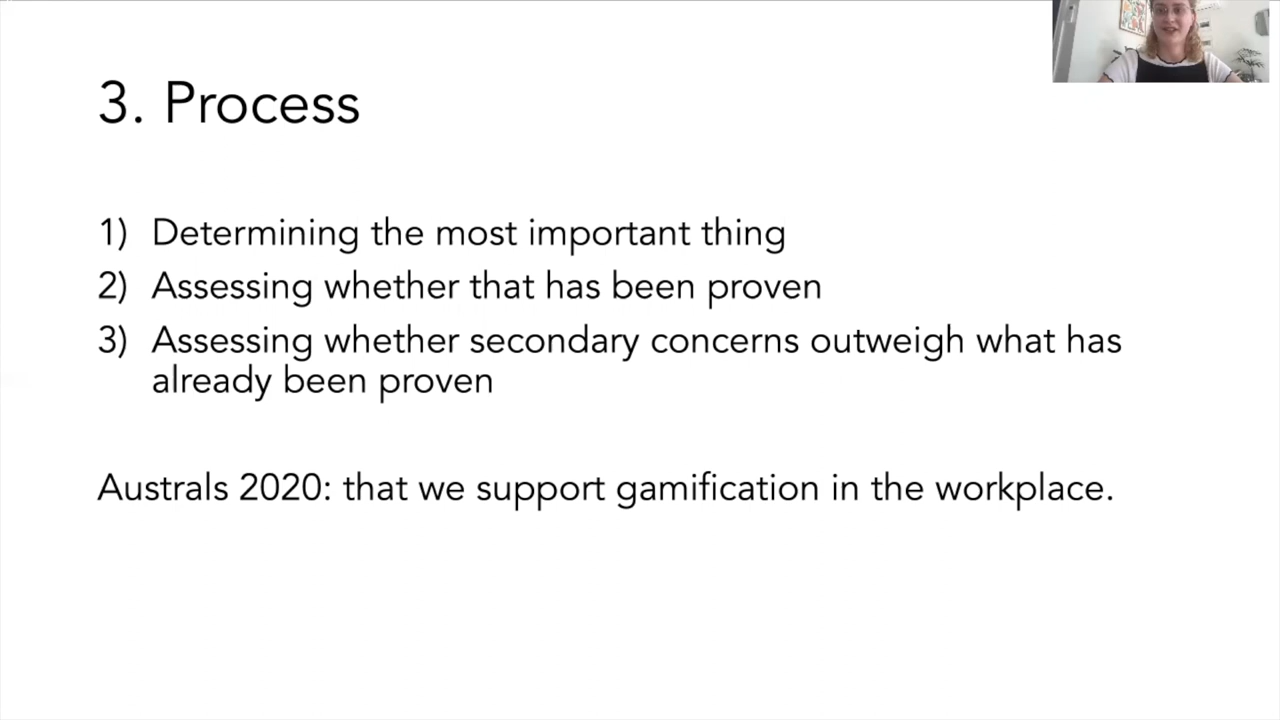 3. Process
1) Determining the most important thing
2) Assessing whether that has been proven
3) Assessing whether secondary concerns outweigh what has
already been proven
Australs 2020: that we support gamification in the workplace.